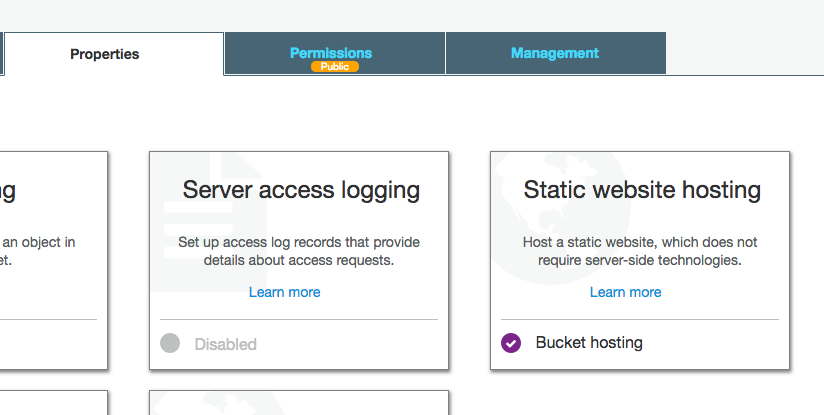 Properties
Permissions
Public
Management
ng
an object in
et.
Server access logging
Set up access log records that provide
details about access requests.
Learn more
Disabled
Static website hosting
Host a static website, which does not
require server-side technologies.
Learn more
Bucket hosting